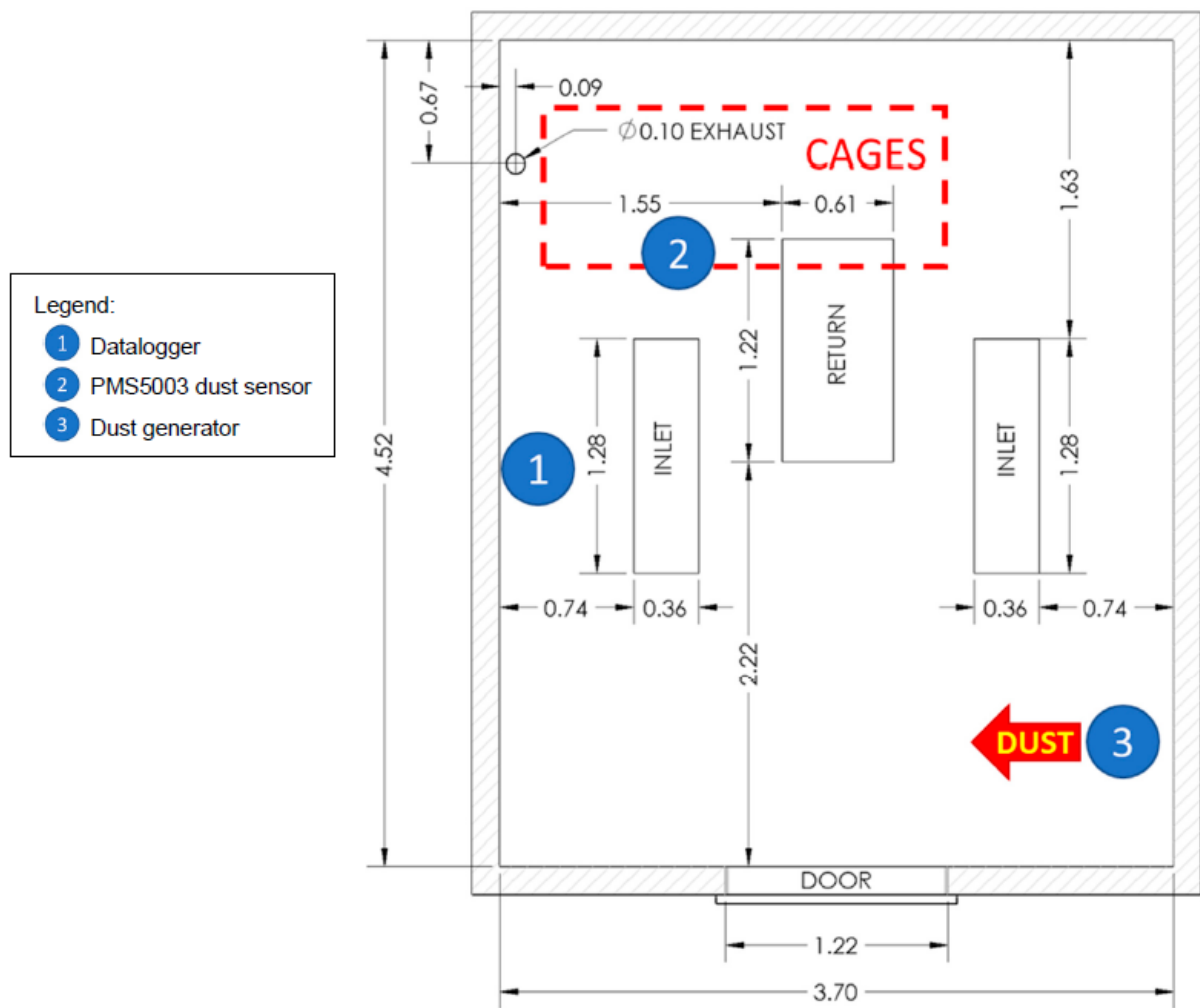 0.67
0.09
Ø0.10 EXHAUST
CAGES
1.63
1.55
0.61
2
Legend:
1 Datalogger
2 PMS5003 dust sensor
3 Dust generator
1.22
RETURN
4.52
1
1.28
INLET
INLET
1.28
0.74
0.36
0.36
0.74
2.22
DUST
3
DOOR
1.22
3.70